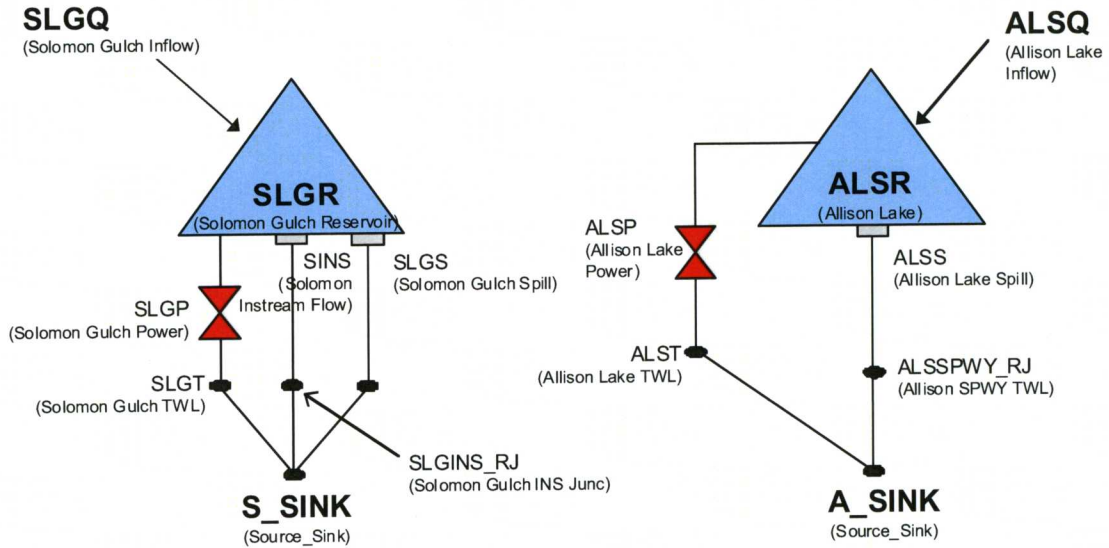 SLGQ
(Solomon Gulch Inflow)
SLGR
(Solomon Gulch Reservoir)
SINS
(Solomon
Instream Flow)
SLGS
(Solomon Gulch Spill)
SLGP
(Solomon Gulch Power)
SLGT
(Solomon Gulch TWL)
SLGINS_RJ
(Solomon Gulch INS Junc)
S_SINK
(Source_Sink)
ALSQ
(Allison Lake
Inflow)
ALSR
(Allison Lake)
ALSP
(Allison Lake
Power)
ALSS
(Allison Lake Spill)
ALST
(Allison Lake TWL)
ALSSPWY_RJ
(Allison SPWY TWL)
A_SINK
(Source_Sink)